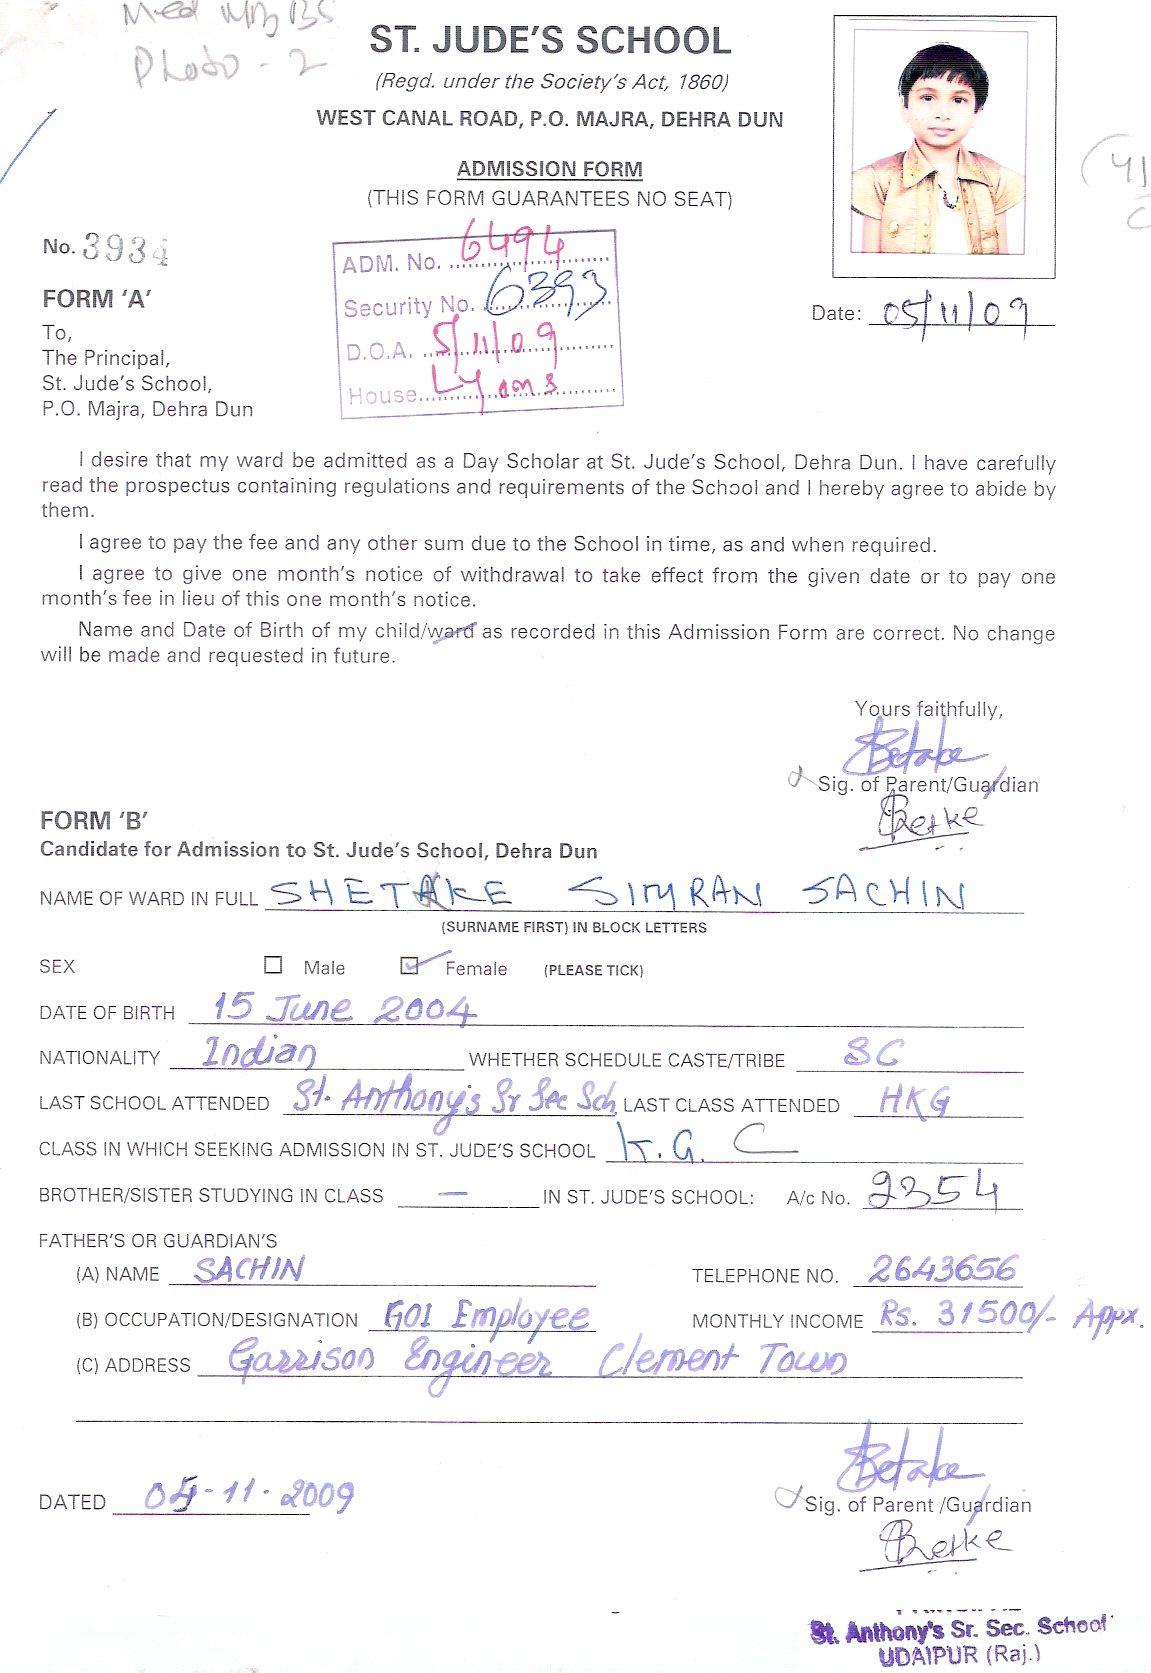 Med
Photo - 2
ST. JUDE'S SCHOOL
(Regd. under the Society's Act, 1860)
WEST CANAL ROAD, P.O. MAJRA, DEHRA DUN
ADMISSION FORM
(THIS FORM GUARANTEES NO SEAT)
(41
C
No. 3934
ADM. No. 6494
Security No. 6393
D.O.A. 5/11/09
House Lyons
FORM 'A'
Date: 05/11/09
To,
The Principal,
St. Jude's School,
P.O. Majra, Dehra Dun
I desire that my ward be admitted as a Day Scholar at St. Jude's School, Dehra Dun. I have carefully
read the prospectus containing regulations and requirements of the School and I hereby agree to abide by
them.
I agree to pay the fee and any other sum due to the School in time, as and when required.
I agree to give one month's notice of withdrawal to take effect from the given date or to pay one
month's fee in lieu of this one month's notice.
Name and Date of Birth of my child/ward as recorded in this Admission Form are correct. No change
will be made and requested in future.
Yours faithfully,
Sig. of Parent/Guardian
FORM 'B'
Candidate for Admission to St. Jude's School, Dehra Dun
NAME OF WARD IN FULL SHETAKE SIMRAN SACHIN
(SURNAME FIRST) IN BLOCK LETTERS
SEX Male Female (PLEASE TICK)
DATE OF BIRTH 15 June 2004
NATIONALITY Indian WHETHER SCHEDULE CASTE/TRIBE SC
LAST SCHOOL ATTENDED St. Anthony's Sr Sec Sch, LAST CLASS ATTENDED HKG
CLASS IN WHICH SEEKING ADMISSION IN ST. JUDE'S SCHOOL K.G. C
BROTHER/SISTER STUDYING IN CLASS — IN ST. JUDE'S SCHOOL: A/c No. 2354
FATHER'S OR GUARDIAN'S
(A) NAME SACHIN TELEPHONE NO. 2643656
(B) OCCUPATION/DESIGNATION GOI Employee MONTHLY INCOME Rs. 31500/- Appx.
(C) ADDRESS Garrison Engineer Clement Town
DATED 05-11-2009
Sig. of Parent /Guardian
St. Anthony's Sr. Sec. School
UDAIPUR (Raj.)